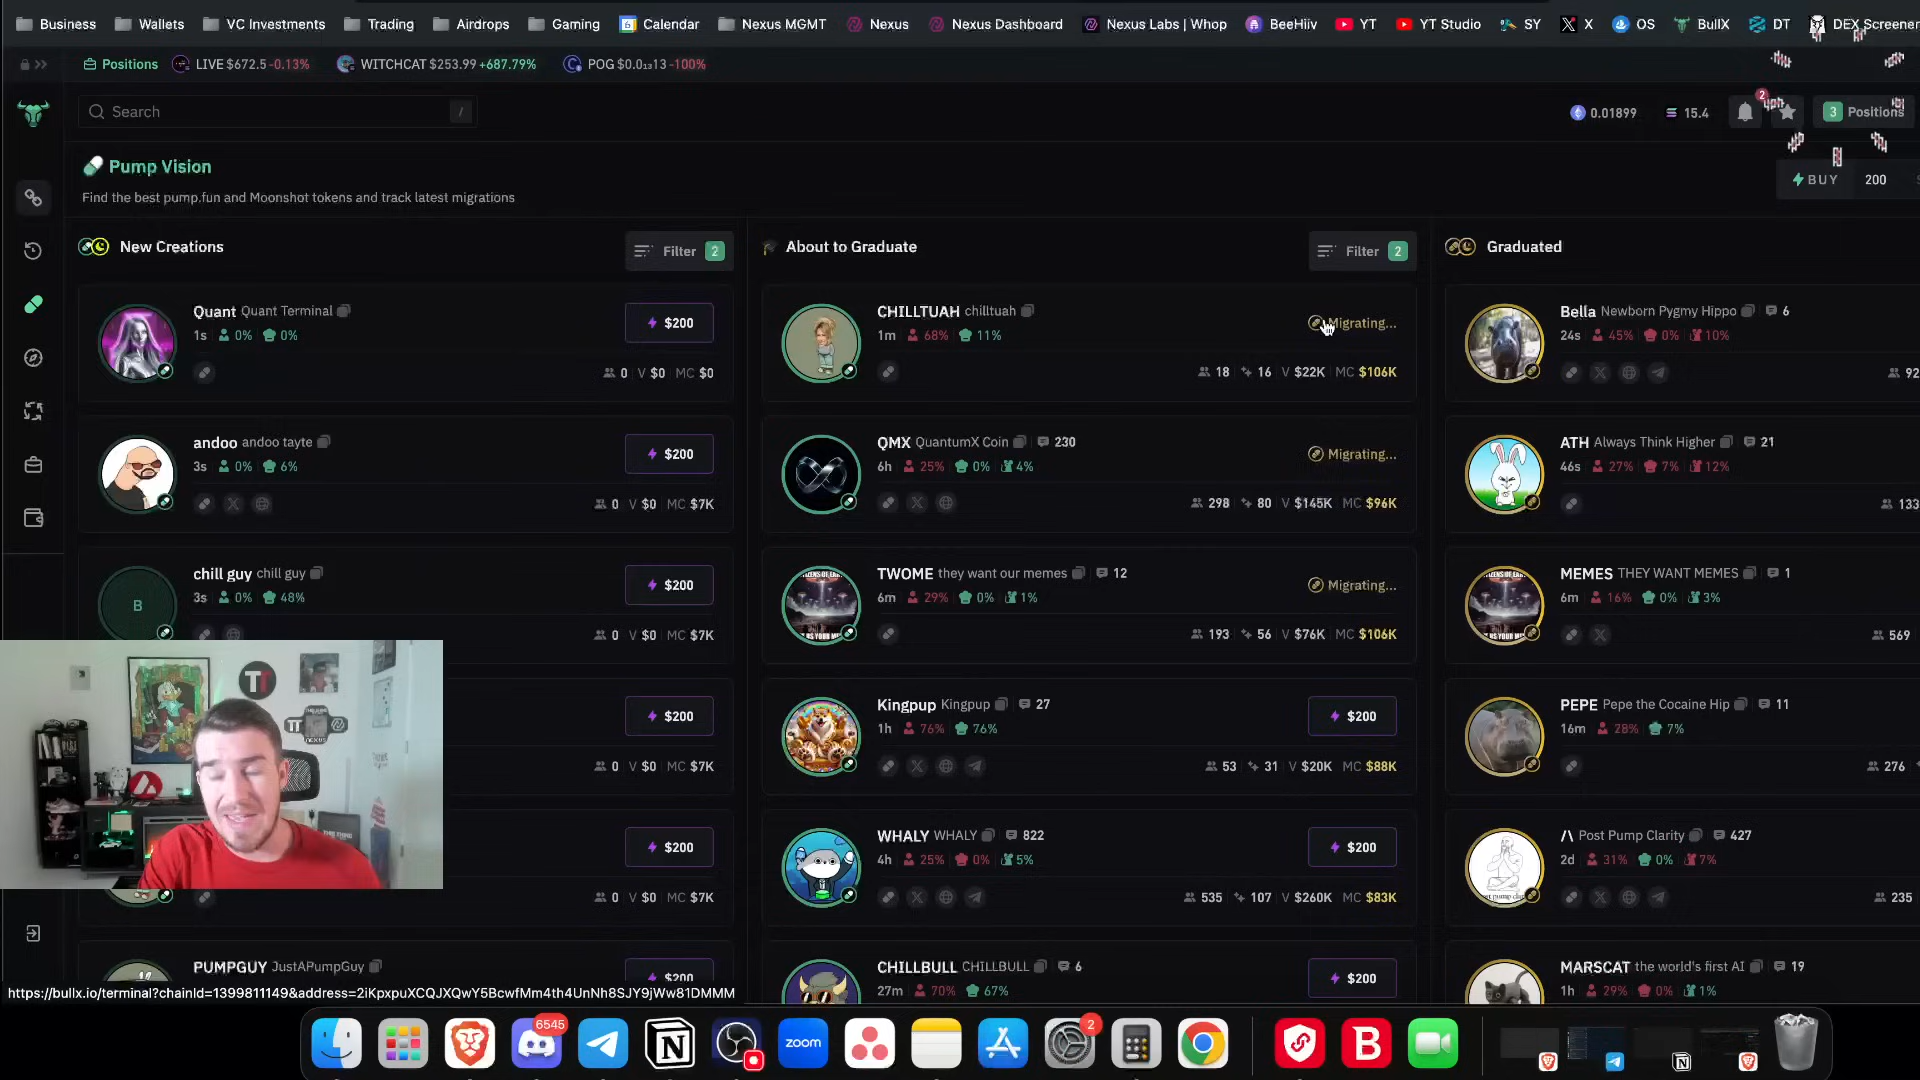 Business Wallets VC Investments Trading Airdrops Gaming Calendar Nexus MGMT Nexus Nexus Dashboard Nexus Labs | Whop BeeHiiv YT YT Studio SY X OS BullX DT DEX Screener
Positions LIVE $672.5 -0.13% WITCHCAT $253.99 +687.79% POG $0.0₁₃13 -100%
Search /
0.01899 15.4 2 3 Positions
Pump Vision
Find the best pump.fun and Moonshot tokens and track latest migrations
BUY 200
New Creations Filter 2
Quant Quant Terminal
1s 0% 0%
$200
0 V $0 MC $0
andoo andoo tayte
3s 0% 6%
$200
0 V $0 MC $7K
chill guy chill guy
B
3s 0% 48%
$200
0 V $0 MC $7K
$200
0 V $0 MC $7K
$200
0 V $0 MC $7K
PUMPGUY JustAPumpGuy
$200
About to Graduate Filter 2
CHILLTUAH chilltuah
1m 68% 11%
Migrating...
18 16 V $22K MC $106K
QMX QuantumX Coin 230
6h 25% 0% 4%
Migrating...
298 80 V $145K MC $96K
TWOME they want our memes 12
6m 29% 0% 1%
Migrating...
193 56 V $76K MC $106K
Kingpup Kingpup 27
1h 76% 76%
$200
53 31 V $20K MC $88K
WHALY WHALY 822
4h 25% 0% 5%
$200
535 107 V $260K MC $83K
CHILLBULL CHILLBULL 6
27m 70% 67%
$200
Graduated
Bella Newborn Pygmy Hippo 6
24s 45% 0% 10%
92
ATH Always Think Higher 21
46s 27% 7% 12%
133
MEMES THEY WANT MEMES 1
6m 16% 0% 3%
569
PEPE Pepe the Cocaine Hip 11
16m 28% 7%
276
/\ Post Pump Clarity 427
2d 31% 0% 7%
235
MARSCAT the world's first AI 19
1h 29% 0% 1%
TT
TT
NEXUS
https://bullx.io/terminal?chainId=1399811149&address=2iKpxpuXCQJXQwY5BcwfMm4th4UnNh8SJY9jWw81DMMM
6545
zoom
2